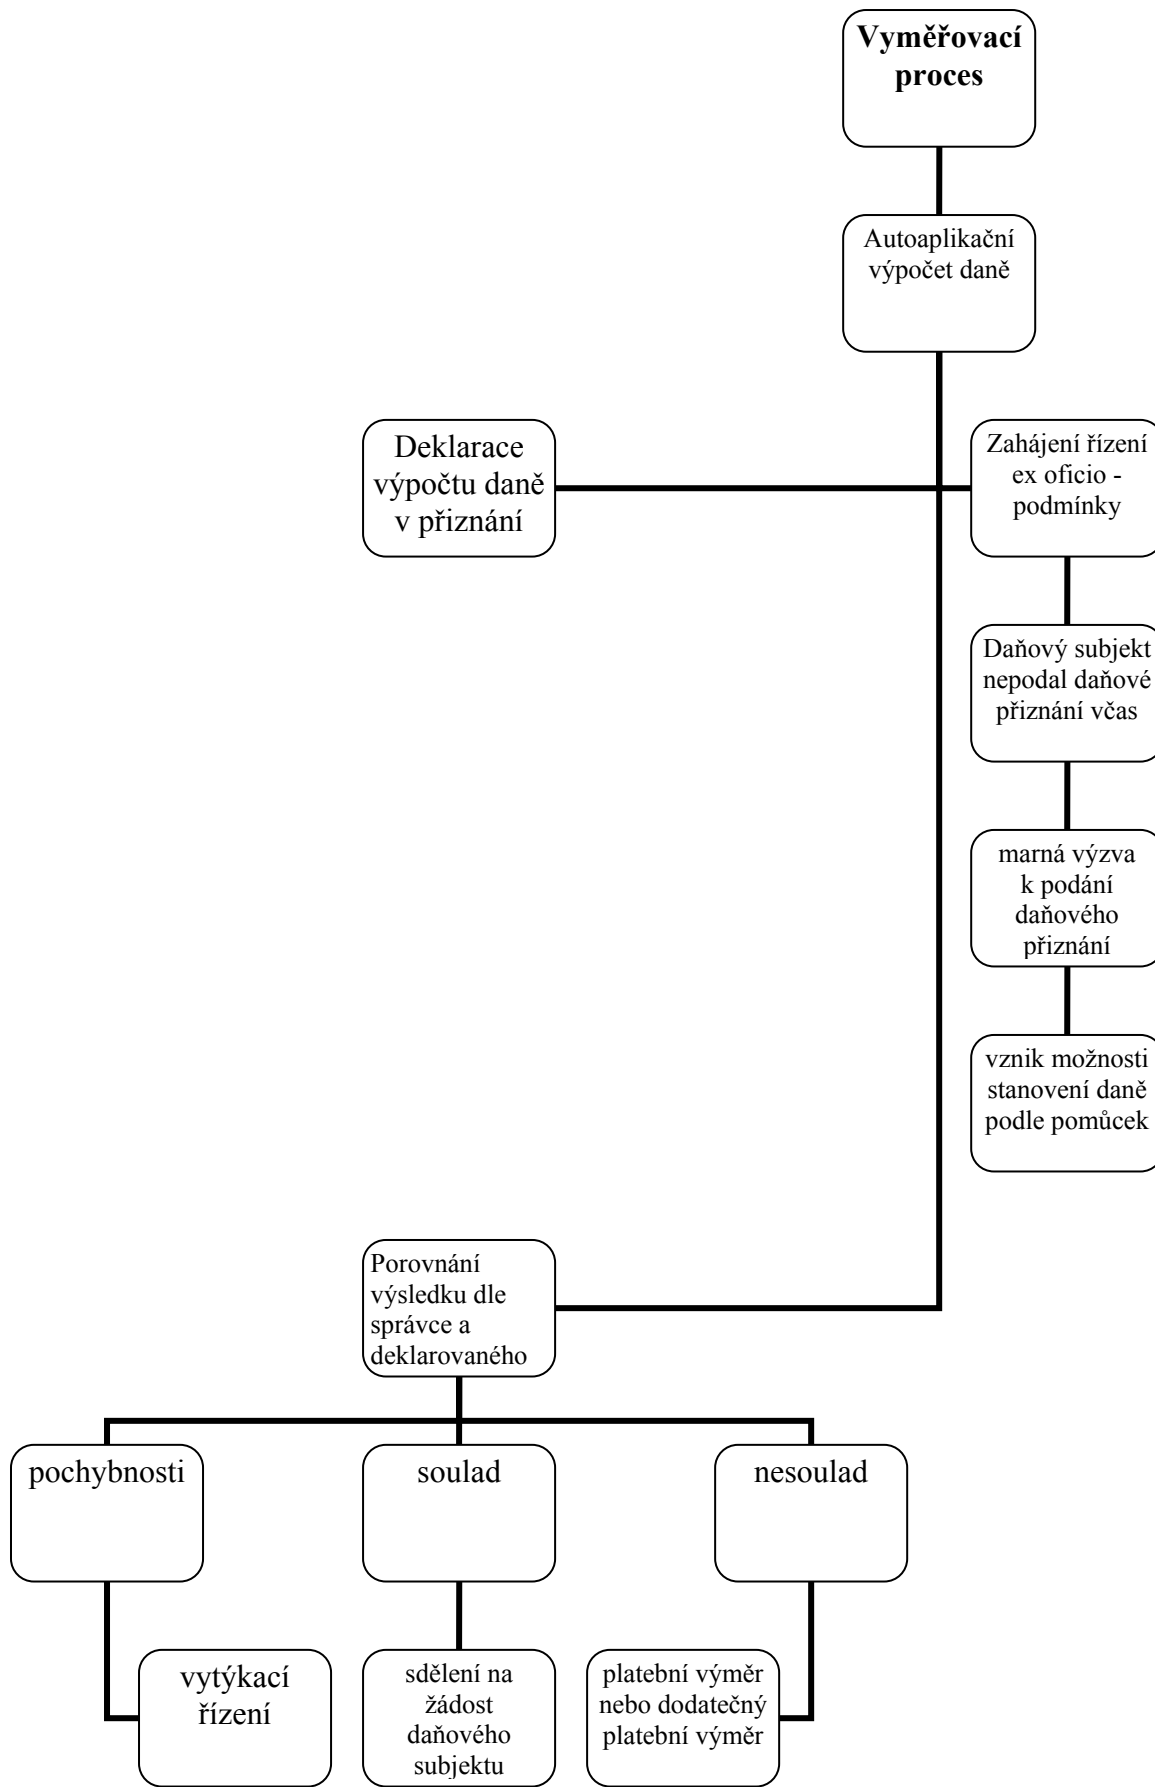 Vyměřovací
proces
Autoaplikační
výpočet daně
Deklarace
výpočtu daně
v přiznání
Zahájení řízení
ex oficio -
podmínky
Daňový subjekt
nepodal daňové
přiznání včas
marná výzva
k podání
daňového
přiznání
vznik možnosti
stanovení daně
podle pomůcek
Porovnání
výsledku dle
správce a
deklarovaného
pochybnosti
soulad
nesoulad
vytýkací
řízení
sdělení na
žádost
daňového
subjektu
platební výměr
nebo dodatečný
platební výměr